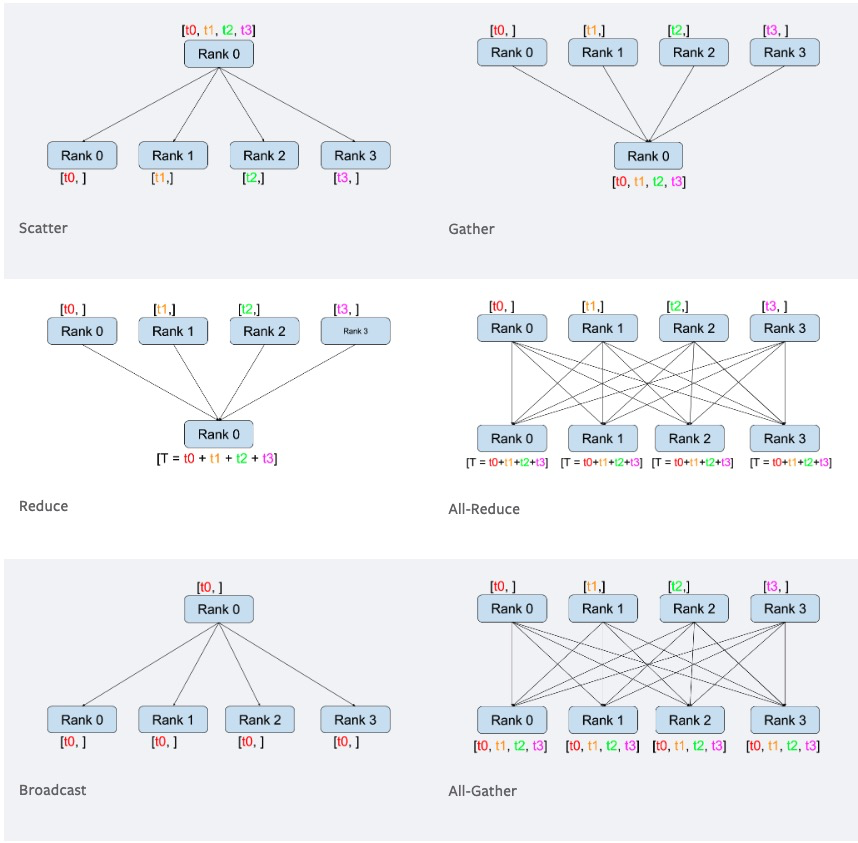 [t0, t1, t2, t3]
Rank 0
Rank 0 Rank 1 Rank 2 Rank 3
[t0, ] [t1,] [t2,] [t3, ]
Scatter
[t0, ] [t1,] [t2,] [t3, ]
Rank 0 Rank 1 Rank 2 Rank 3
Rank 0
[t0, t1, t2, t3]
Gather
[t0, ] [t1,] [t2,] [t3, ]
Rank 0 Rank 1 Rank 2 Rank 3
Rank 0
[T = t0 + t1 + t2 + t3]
Reduce
[t0, ] [t1,] [t2,] [t3, ]
Rank 0 Rank 1 Rank 2 Rank 3
Rank 0 Rank 1 Rank 2 Rank 3
[T = t0+t1+t2+t3] [T = t0+t1+t2+t3] [T = t0+t1+t2+t3] [T = t0+t1+t2+t3]
All-Reduce
[t0, ]
Rank 0
Rank 0 Rank 1 Rank 2 Rank 3
[t0, ] [t0, ] [t0, ] [t0, ]
Broadcast
[t0, ] [t1,] [t2,] [t3, ]
Rank 0 Rank 1 Rank 2 Rank 3
Rank 0 Rank 1 Rank 2 Rank 3
[t0, t1, t2, t3] [t0, t1, t2, t3] [t0, t1, t2, t3] [t0, t1, t2, t3]
All-Gather